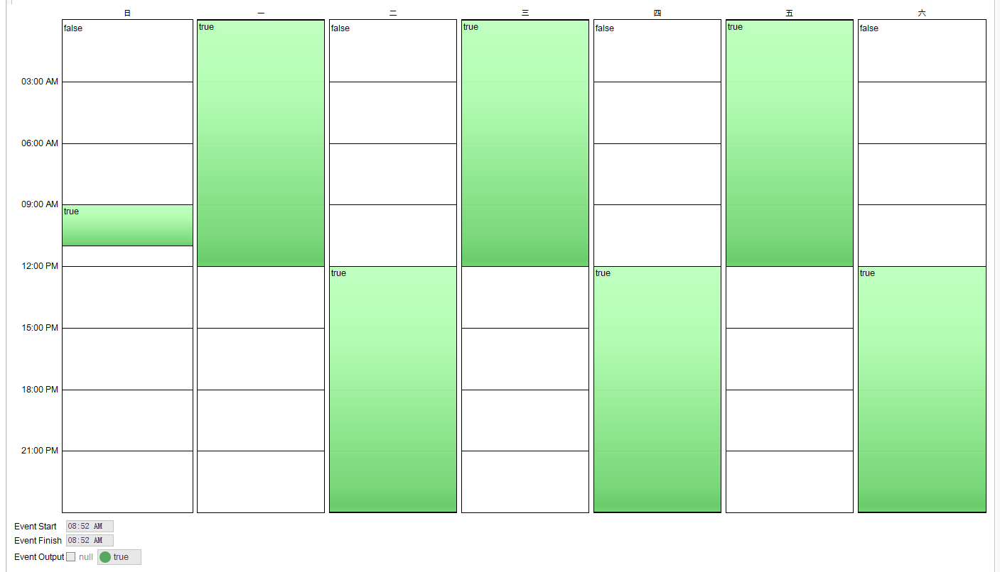 日 一 二 三 四 五 六
false true false true false true false
03:00 AM
06:00 AM
09:00 AM
true
12:00 PM
true true true
15:00 PM
18:00 PM
21:00 PM
Event Start 08:52 AM
Event Finish 08:52 AM
Event Output null true